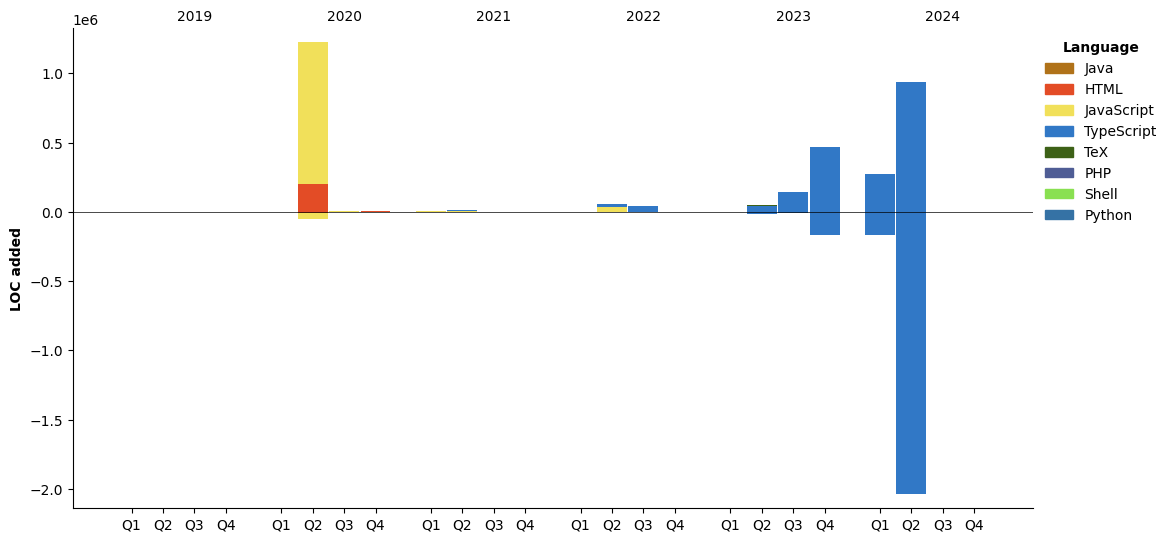 2019 2020 2021 2022 2023 2024
1e6
1.0
0.5
0.0
−0.5
−1.0
−1.5
−2.0
LOC added
Q1 Q2 Q3 Q4 Q1 Q2 Q3 Q4 Q1 Q2 Q3 Q4 Q1 Q2 Q3 Q4 Q1 Q2 Q3 Q4 Q1 Q2 Q3 Q4
Language
Java
HTML
JavaScript
TypeScript
TeX
PHP
Shell
Python